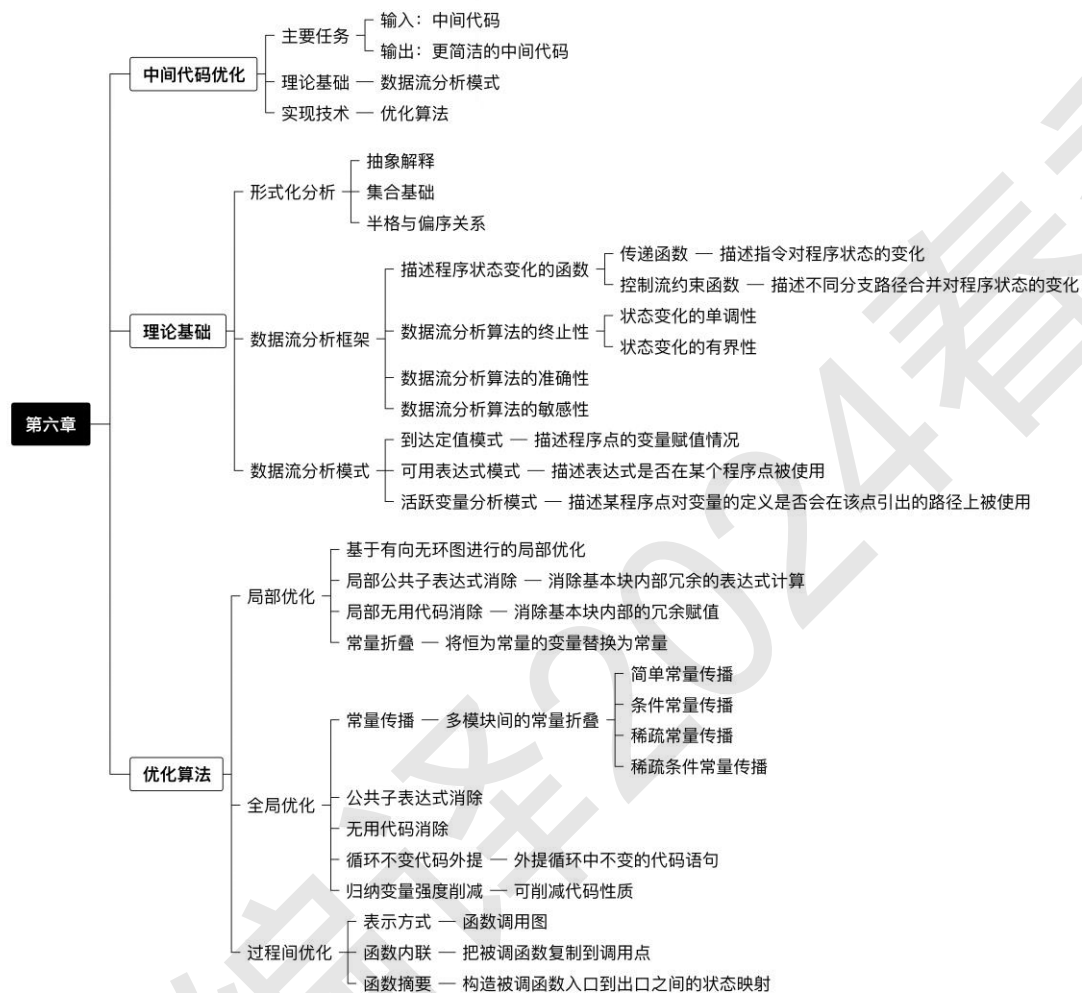 第六章
中间代码优化
主要任务
输入：中间代码
输出：更简洁的中间代码
理论基础
数据流分析模式
实现技术
优化算法
理论基础
形式化分析
抽象解释
集合基础
半格与偏序关系
数据流分析框架
描述程序状态变化的函数
传递函数
描述指令对程序状态的变化
控制流约束函数
描述不同分支路径合并对程序状态的变化
数据流分析算法的终止性
状态变化的单调性
状态变化的有界性
数据流分析算法的准确性
数据流分析算法的敏感性
数据流分析模式
到达定值模式
描述程序点的变量赋值情况
可用表达式模式
描述表达式是否在某个程序点被使用
活跃变量分析模式
描述某程序点对变量的定义是否会在该点引出的路径上被使用
优化算法
局部优化
基于有向无环图进行的局部优化
局部公共子表达式消除
消除基本块内部冗余的表达式计算
局部无用代码消除
消除基本块内部的冗余赋值
常量折叠
将恒为常量的变量替换为常量
全局优化
常量传播
多模块间的常量折叠
简单常量传播
条件常量传播
稀疏常量传播
稀疏条件常量传播
公共子表达式消除
无用代码消除
循环不变代码外提
外提循环中不变的代码语句
归纳变量强度削减
可削减代码性质
过程间优化
表示方式
函数调用图
函数内联
把被调函数复制到调用点
函数摘要
构造被调函数入口到出口之间的状态映射
编译2024春季